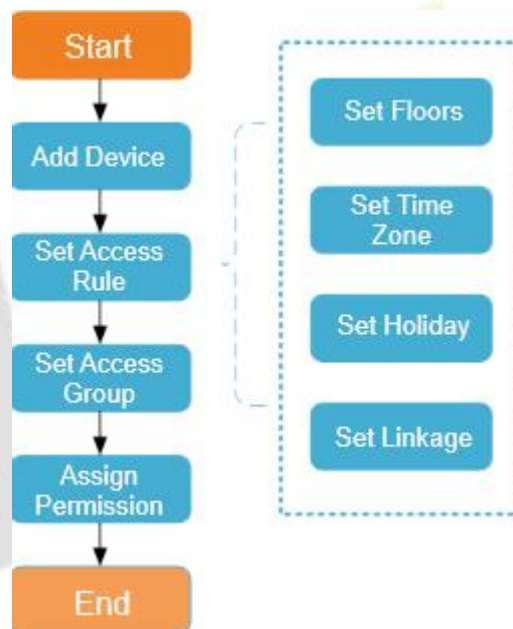 Start
Add Device
Set Access
Rule
Set Access
Group
Assign
Permission
End
Set Floors
Set Time
Zone
Set Holiday
Set Linkage